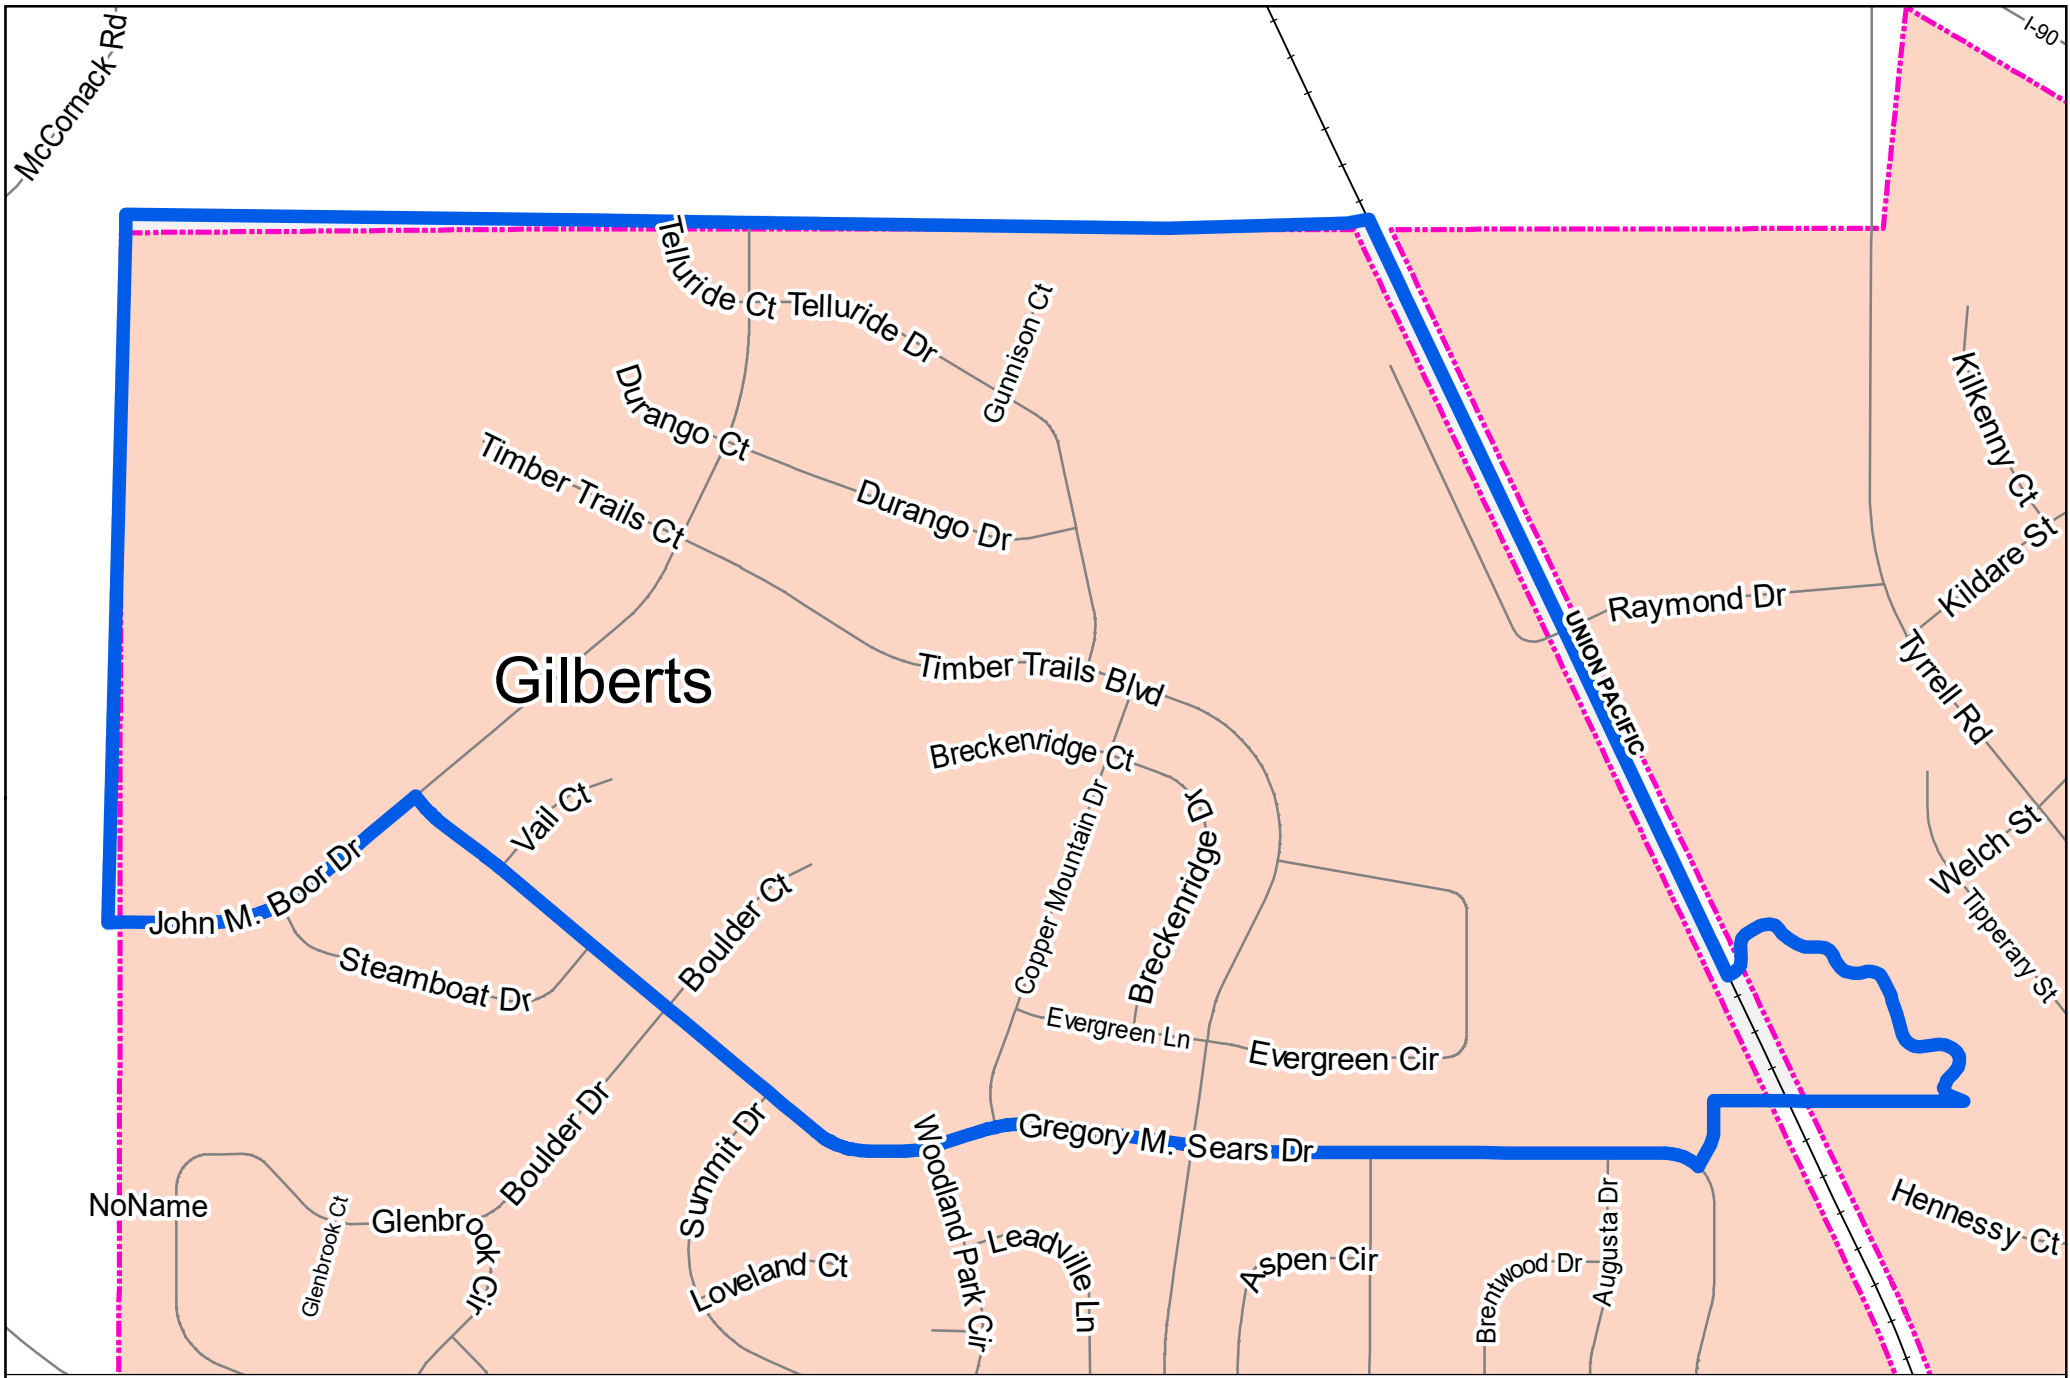 McCornack Rd
I-90
Telluride Ct
Telluride Dr
Gunnison Ct
Durango Ct
Durango Dr
Timber Trails Ct
Kilkenny Ct
Kildare St
Raymond Dr
UNION PACIFIC
Tyrrell Rd
Gilberts
Timber Trails Blvd
Breckenridge Ct
Breckenridge Dr
Copper Mountain Dr
Vail Ct
John M. Boor Dr
Boulder Ct
Steamboat Dr
Welch St
Tipperary St
Evergreen Ln
Evergreen Cir
Gregory M. Sears Dr
Boulder Dr
Summit Dr
Woodland Park Cir
NoName
Glenbrook Ct
Glenbrook Cir
Loveland Ct
Leadville Ln
Aspen Cir
Brentwood Dr
Augusta Dr
Hennessy Ct